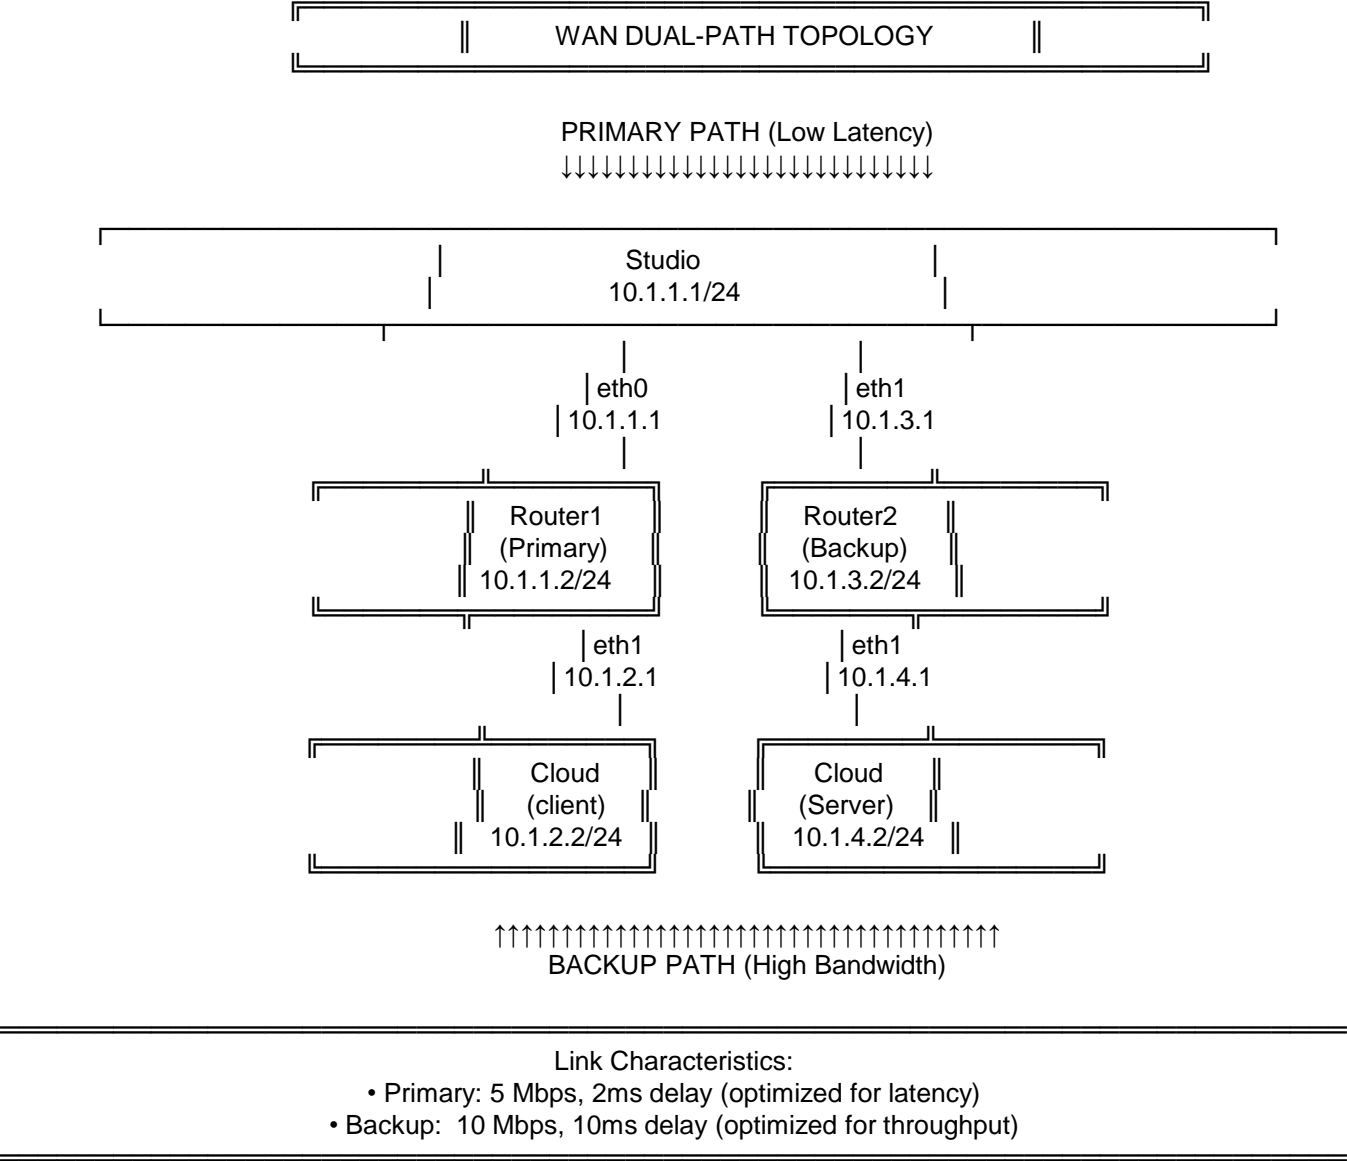 WAN DUAL-PATH TOPOLOGY
PRIMARY PATH (Low Latency)
↓↓↓↓↓↓↓↓↓↓↓↓↓↓↓↓↓↓↓↓↓↓↓↓↓↓↓↓
Studio
10.1.1.1/24
eth0 eth1
10.1.1.1 10.1.3.1
Router1 Router2
(Primary) (Backup)
10.1.1.2/24 10.1.3.2/24
eth1 eth1
10.1.2.1 10.1.4.1
Cloud Cloud
(client) (Server)
10.1.2.2/24 10.1.4.2/24
↑↑↑↑↑↑↑↑↑↑↑↑↑↑↑↑↑↑↑↑↑↑↑↑↑↑↑↑↑↑↑↑↑↑↑↑↑↑
BACKUP PATH (High Bandwidth)
Link Characteristics:
• Primary: 5 Mbps, 2ms delay (optimized for latency)
• Backup:  10 Mbps, 10ms delay (optimized for throughput)